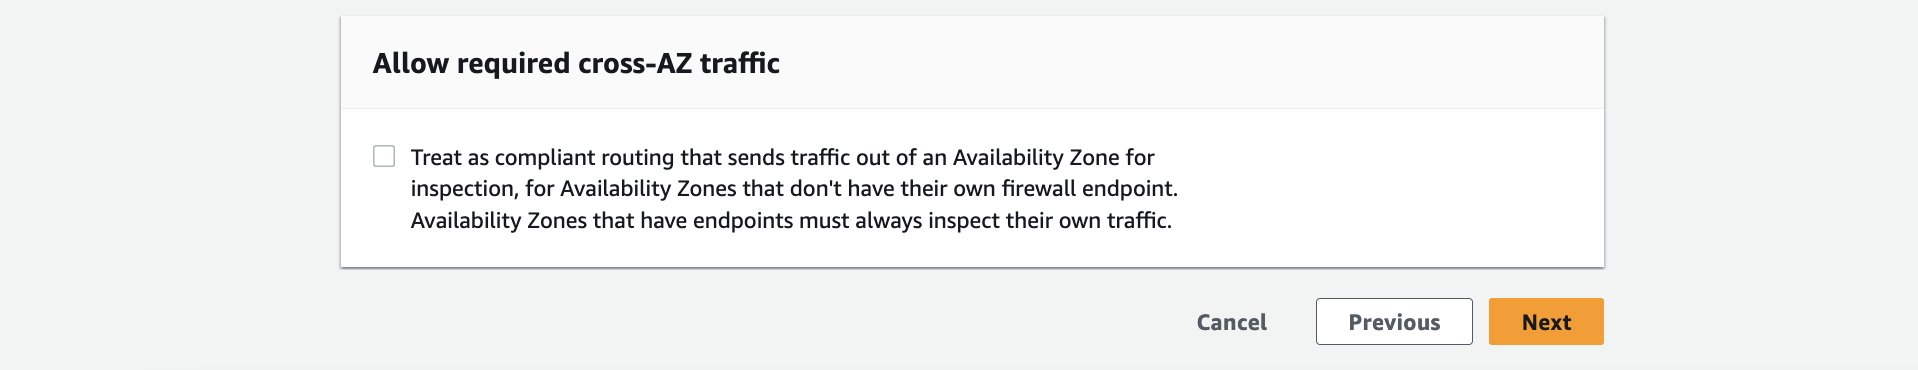 Allow required cross-AZ traffic
Treat as compliant routing that sends traffic out of an Availability Zone for
inspection, for Availability Zones that don't have their own firewall endpoint.
Availability Zones that have endpoints must always inspect their own traffic.
Cancel
Previous
Next